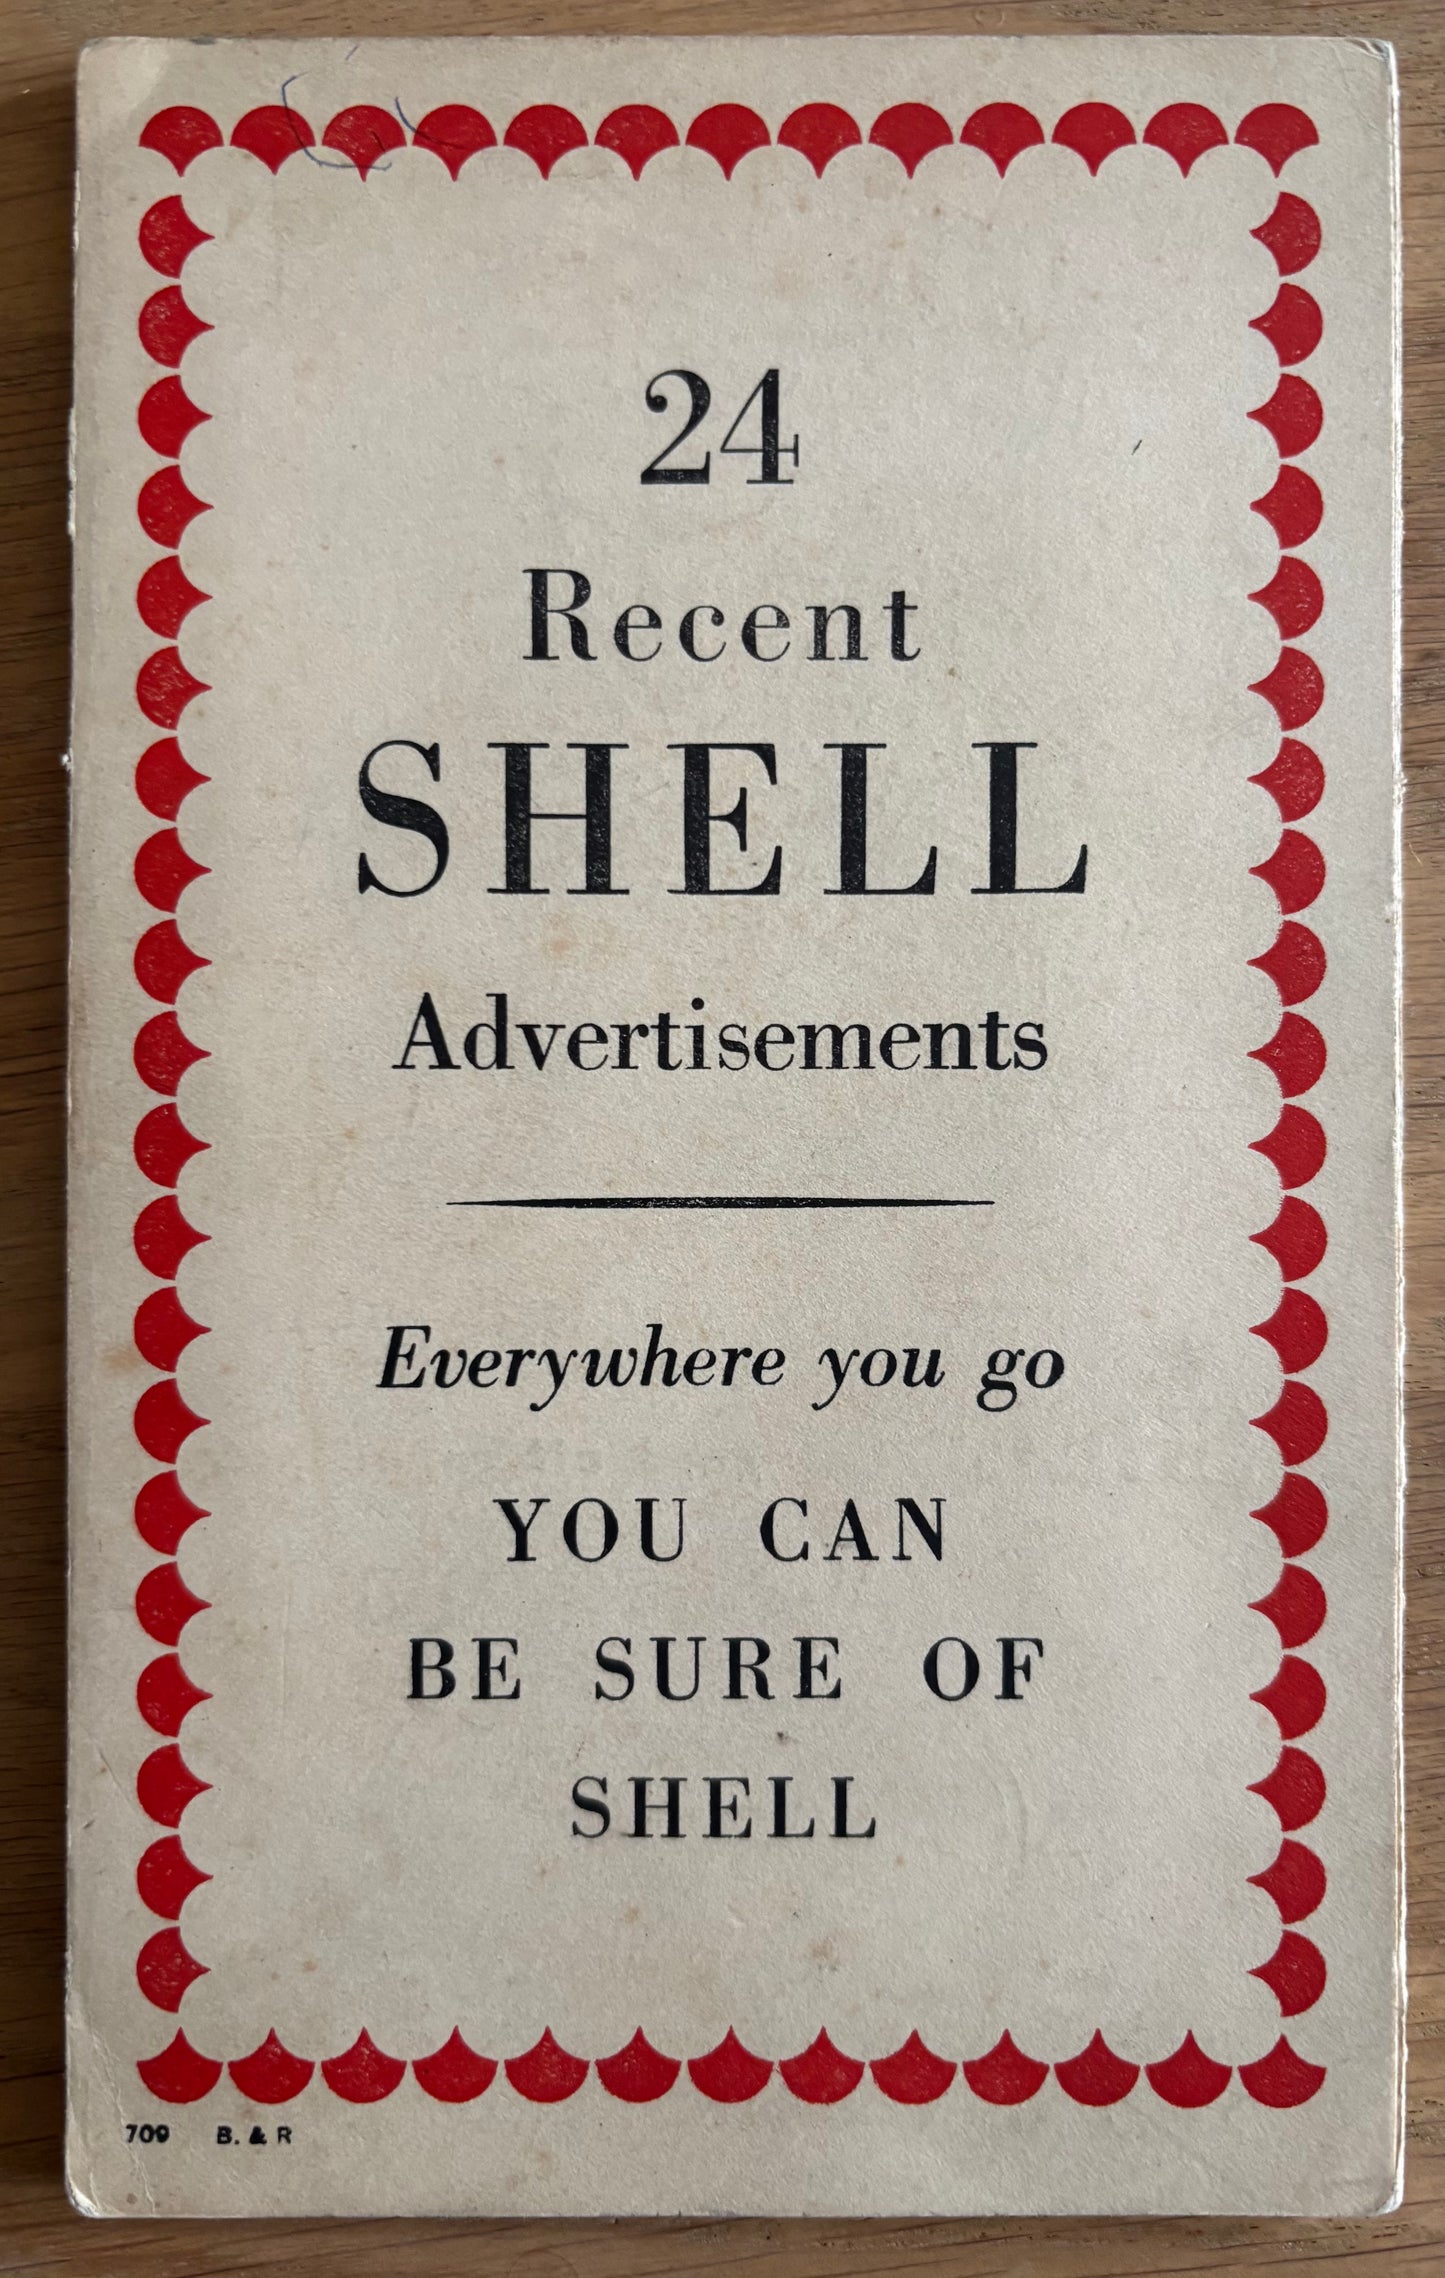 24
Recent
SHELL
Advertisements
Everywhere you go
YOU CAN
BE SURE OF
SHELL
709 B. & R